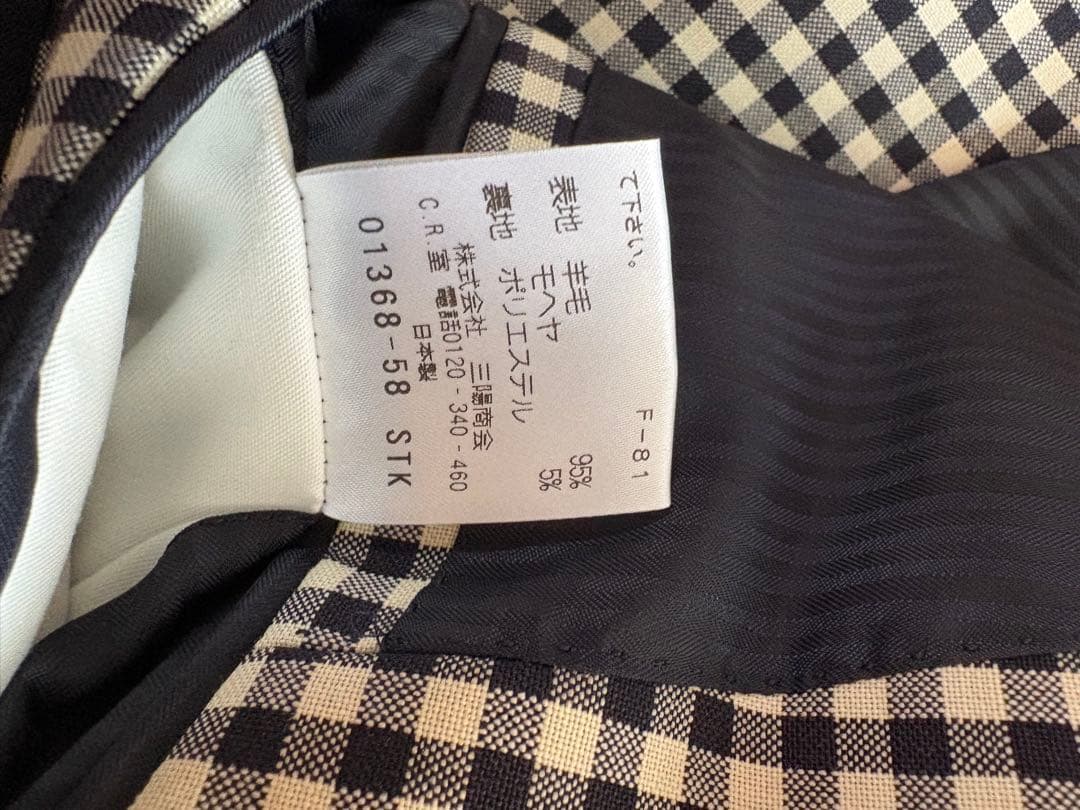 て下さい。 F-81
表地 羊毛 95%
モヘヤ 5%
裏地 ポリエステル
株式会社 三陽商会
C.R.室 電話0120-340-460
日本製
01368-58 STK